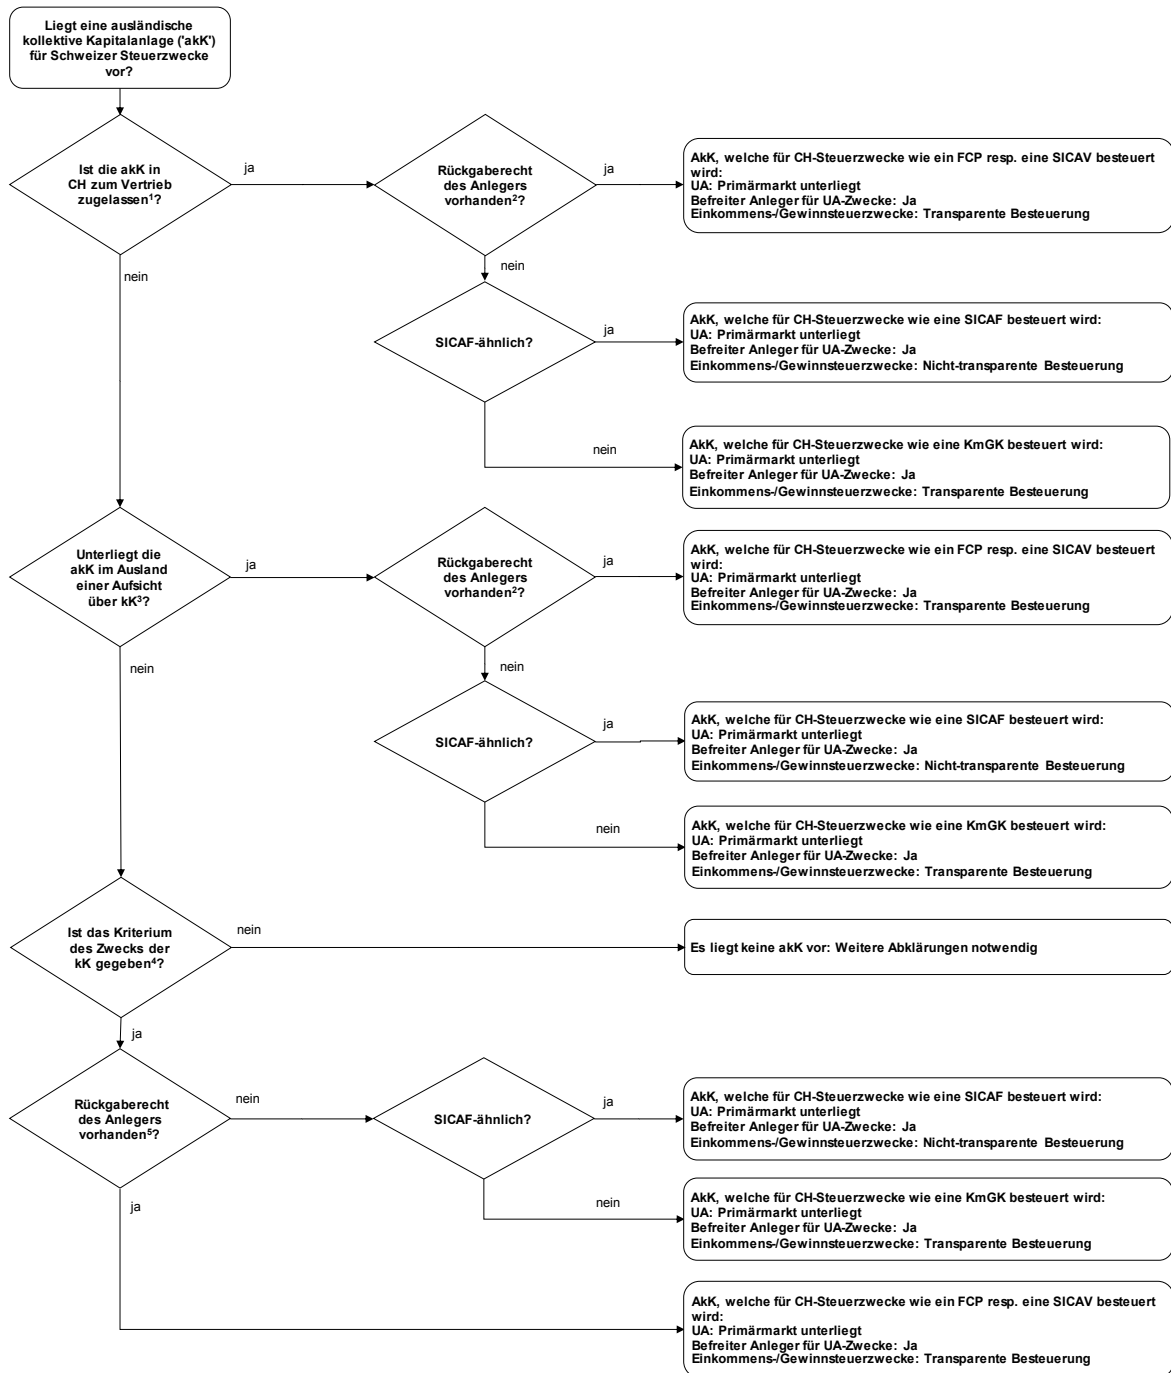 Liegt eine ausländische
kollektive Kapitalanlage ('akK')
für Schweizer Steuerzwecke
vor?
Ist die akK in
CH zum Vertrieb
zugelassen¹?
ja
Rückgaberecht
des Anlegers
vorhanden²?
ja
AkK, welche für CH-Steuerzwecke wie ein FCP resp. eine SICAV besteuert
wird:
UA: Primärmarkt unterliegt
Befreiter Anleger für UA-Zwecke: Ja
Einkommens-/Gewinnsteuerzwecke: Transparente Besteuerung
nein
nein
SICAF-ähnlich?
ja
AkK, welche für CH-Steuerzwecke wie eine SICAF besteuert wird:
UA: Primärmarkt unterliegt
Befreiter Anleger für UA-Zwecke: Ja
Einkommens-/Gewinnsteuerzwecke: Nicht-transparente Besteuerung
nein
AkK, welche für CH-Steuerzwecke wie eine KmGK besteuert wird:
UA: Primärmarkt unterliegt
Befreiter Anleger für UA-Zwecke: Ja
Einkommens-/Gewinnsteuerzwecke: Transparente Besteuerung
Unterliegt die
akK im Ausland
einer Aufsicht
über kK³?
ja
Rückgaberecht
des Anlegers
vorhanden²?
ja
AkK, welche für CH-Steuerzwecke wie ein FCP resp. eine SICAV besteuert
wird:
UA: Primärmarkt unterliegt
Befreiter Anleger für UA-Zwecke: Ja
Einkommens-/Gewinnsteuerzwecke: Transparente Besteuerung
nein
nein
SICAF-ähnlich?
ja
AkK, welche für CH-Steuerzwecke wie eine SICAF besteuert wird:
UA: Primärmarkt unterliegt
Befreiter Anleger für UA-Zwecke: Ja
Einkommens-/Gewinnsteuerzwecke: Nicht-transparente Besteuerung
nein
AkK, welche für CH-Steuerzwecke wie eine KmGK besteuert wird:
UA: Primärmarkt unterliegt
Befreiter Anleger für UA-Zwecke: Ja
Einkommens-/Gewinnsteuerzwecke: Transparente Besteuerung
Ist das Kriterium
des Zwecks der
kK gegeben⁴?
nein
Es liegt keine akK vor: Weitere Abklärungen notwendig
ja
Rückgaberecht
des Anlegers
vorhanden⁵?
nein
SICAF-ähnlich?
ja
AkK, welche für CH-Steuerzwecke wie eine SICAF besteuert wird:
UA: Primärmarkt unterliegt
Befreiter Anleger für UA-Zwecke: Ja
Einkommens-/Gewinnsteuerzwecke: Nicht-transparente Besteuerung
ja
nein
AkK, welche für CH-Steuerzwecke wie eine KmGK besteuert wird:
UA: Primärmarkt unterliegt
Befreiter Anleger für UA-Zwecke: Ja
Einkommens-/Gewinnsteuerzwecke: Transparente Besteuerung
AkK, welche für CH-Steuerzwecke wie ein FCP resp. eine SICAV besteuert
wird:
UA: Primärmarkt unterliegt
Befreiter Anleger für UA-Zwecke: Ja
Einkommens-/Gewinnsteuerzwecke: Transparente Besteuerung